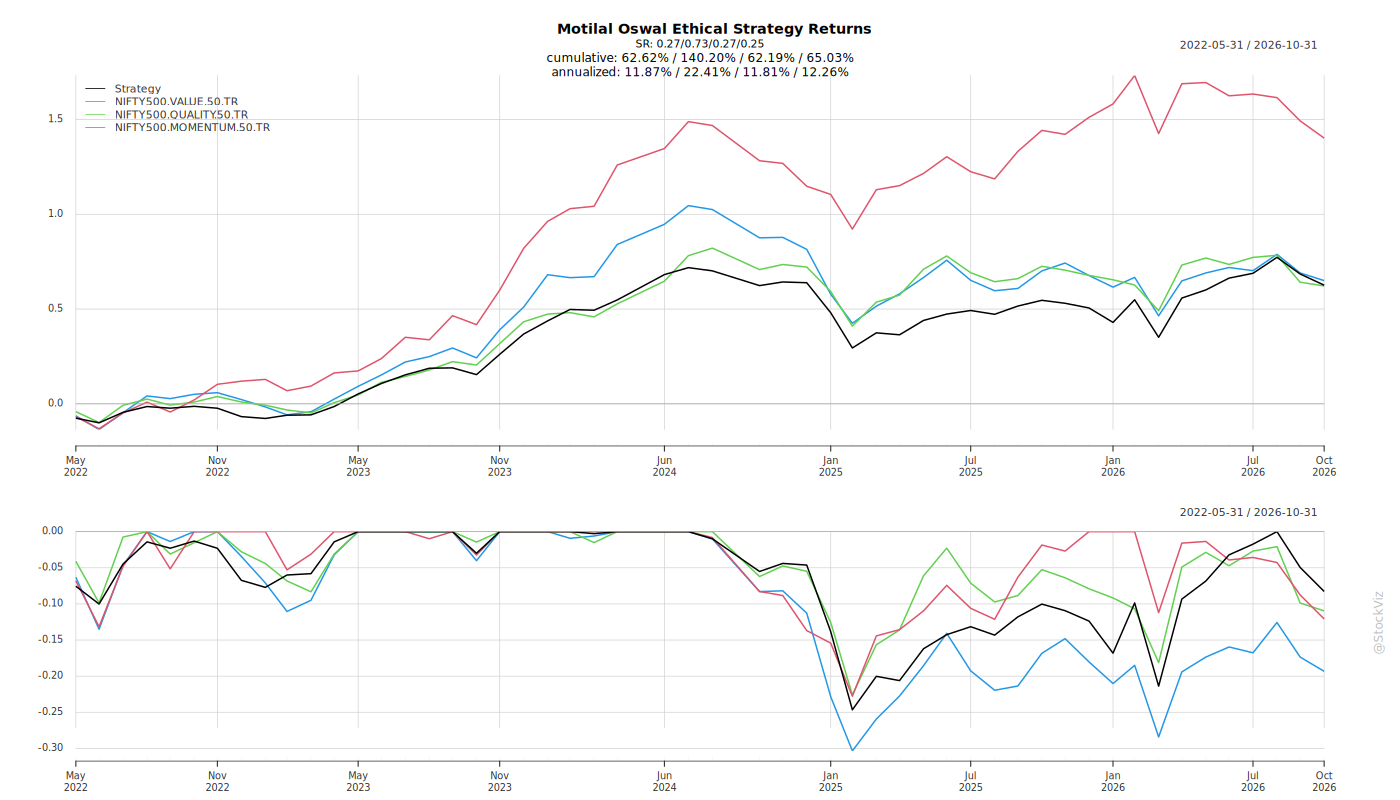 Motilal Oswal Ethical Strategy Returns
SR: 0.27/0.73/0.27/0.25
cumulative: 62.62% / 140.20% / 62.19% / 65.03%
annualized: 11.87% / 22.41% / 11.81% / 12.26%
2022-05-31 / 2026-10-31
Strategy
NIFTY500.VALUE.50.TR
NIFTY500.QUALITY.50.TR
NIFTY500.MOMENTUM.50.TR
1.5
1.0
0.5
0.0
May Nov May Nov Jun Jan Jul Jan Jul Oct
2022 2022 2023 2023 2024 2025 2025 2026 2026 2026
2022-05-31 / 2026-10-31
0.00
-0.05
-0.10
-0.15
-0.20
-0.25
-0.30
May Nov May Nov Jun Jan Jul Jan Jul Oct
2022 2022 2023 2023 2024 2025 2025 2026 2026 2026
@StockViz